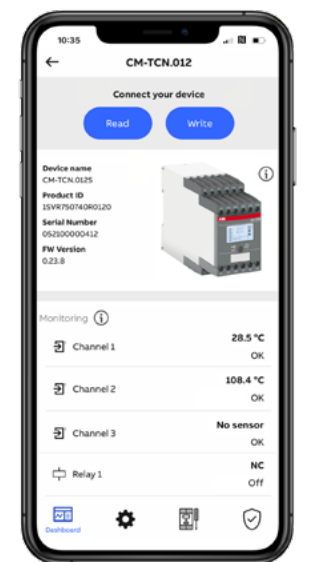 10:35
CM-TCN.012
Connect your device
Read
Write
Device name
CM-TCN.012S
Product ID
1SVR750740R0120
Serial Number
052100000412
FW Version
0.23.8
ABB
Monitoring
Channel 1
28.5 °C
OK
Channel 2
108.4 °C
OK
Channel 3
No sensor
OK
Relay 1
NC
Off
Dashboard